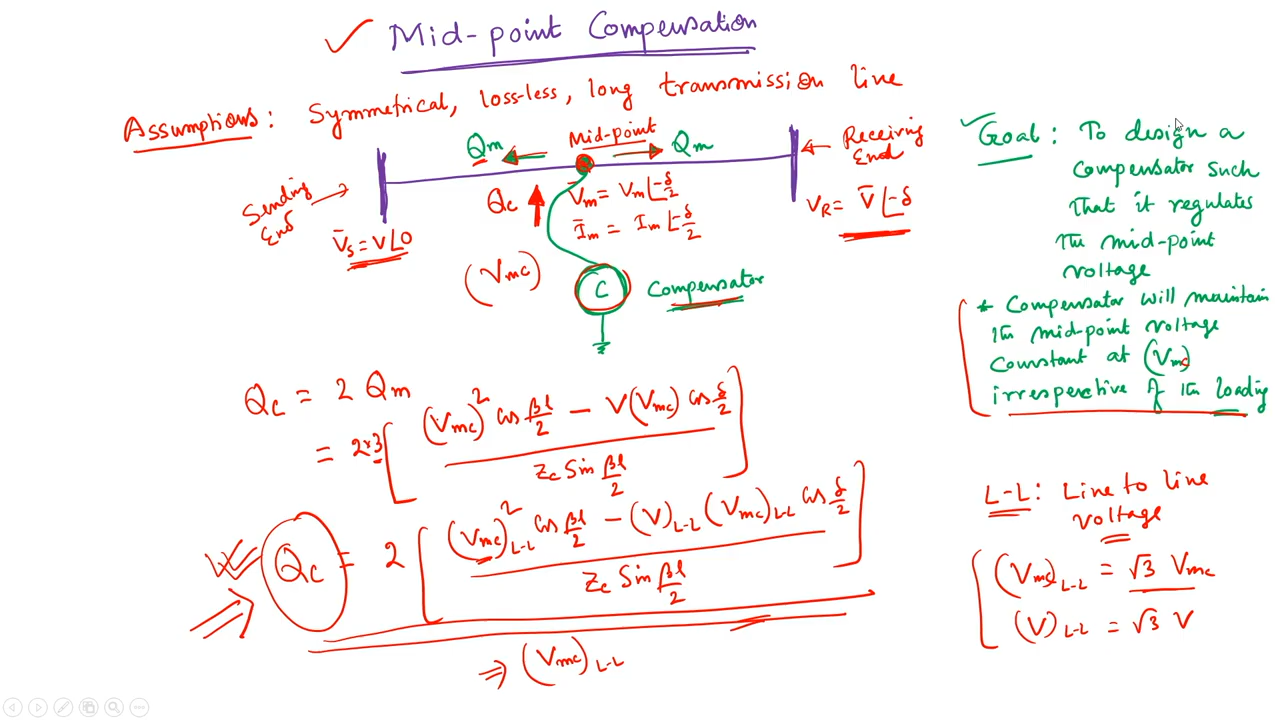 ✓ Mid-point Compensation
Assumptions: Symmetrical, loss-less, long transmission line
Qm ← Mid-point → Qm
← Receiving End
Sending End →
V̄s = V∠0
Qc ↑
V̄m = Vm∠-δ/2
Īm = Im∠-δ/2
VR = V̄∠-δ
(Vmc)
C
Compensator
✓ Goal: To design a
Compensator such
that it regulates
the mid-point
voltage
* Compensator will maintain
the mid-point voltage
constant at (Vmc)
irrespective of the loading
Qc = 2 Qm
= 2*3 [ ((Vmc)² cos βl/2 − V(Vmc) cos δ/2) / (Zc Sin βl/2) ]
Qc = 2 [ ((Vmc)²L-L cos βl/2 − (V)L-L (Vmc)L-L cos δ/2) / (Zc Sin βl/2) ]
⇒ (Vmc)L-L
L-L: Line to line
voltage
(Vmc)L-L = √3 Vmc
(V)L-L = √3 V